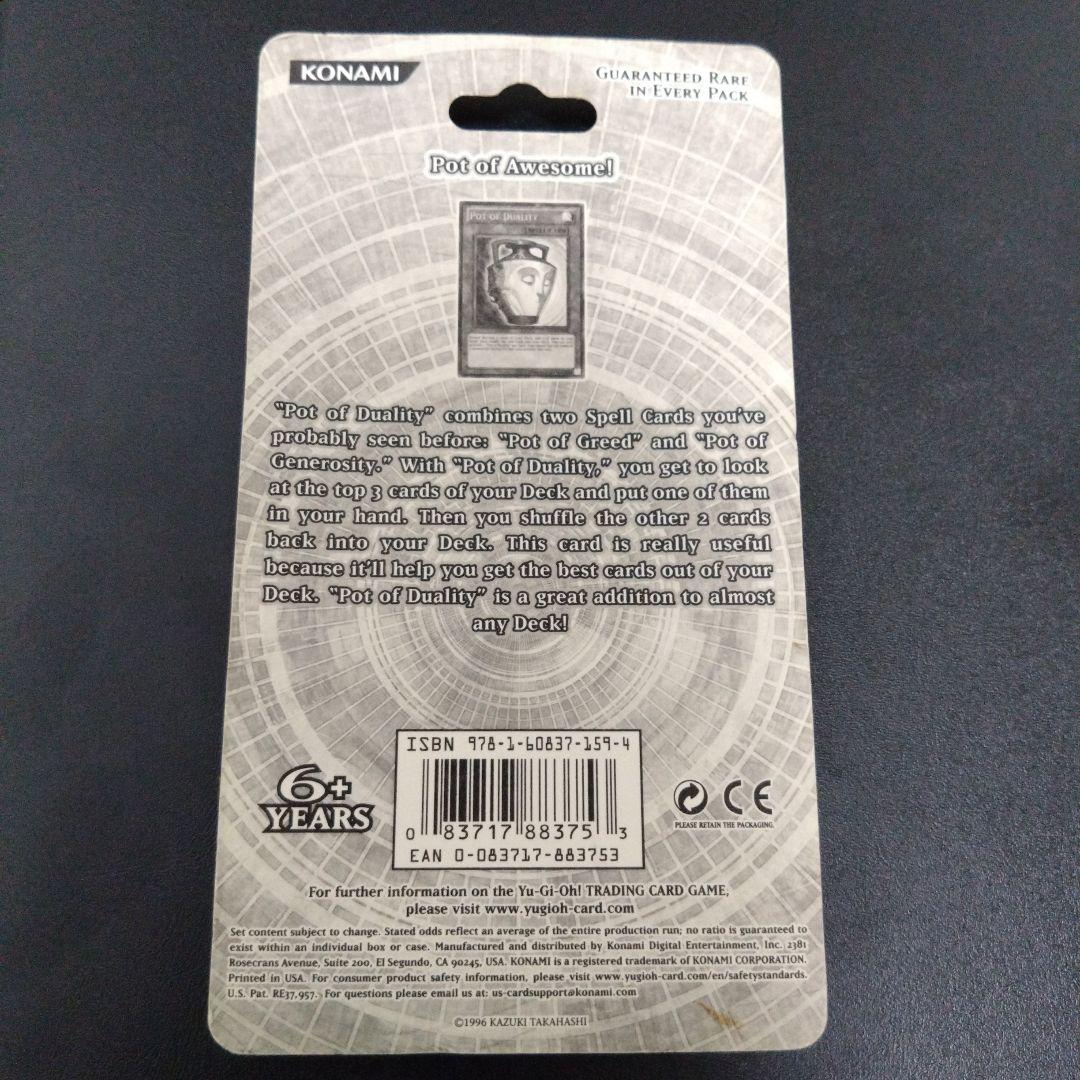 KONAMI
GUARANTEED RARE
IN EVERY PACK
Pot of Awesome!
POT OF DUALITY
"Pot of Duality" combines two Spell Cards you've
probably seen before: "Pot of Greed" and "Pot of
Generosity." With "Pot of Duality," you get to look
at the top 3 cards of your Deck and put one of them
in your hand. Then you shuffle the other 2 cards
back into your Deck. This card is really useful
because it'll help you get the best cards out of your
Deck. "Pot of Duality" is a great addition to almost
any Deck!
ISBN 978-1-60837-159-4
0 83717 88375 3
EAN 0-083717-883753
6+
YEARS
CE
PLEASE RETAIN THE PACKAGING.
For further information on the Yu-Gi-Oh! TRADING CARD GAME,
please visit www.yugioh-card.com
Set content subject to change. Stated odds reflect an average of the entire production run; no ratio is guaranteed to
exist within an individual box or case. Manufactured and distributed by Konami Digital Entertainment, Inc. 2381
Rosecrans Avenue, Suite 200, El Segundo, CA 90245, USA. KONAMI is a registered trademark of KONAMI CORPORATION.
Printed in USA. For consumer product safety information, please visit www.yugioh-card.com/en/safetystandards.
U.S. Pat. RE37,957. For questions please email us at: us-cardsupport@konami.com
©1996 KAZUKI TAKAHASHI